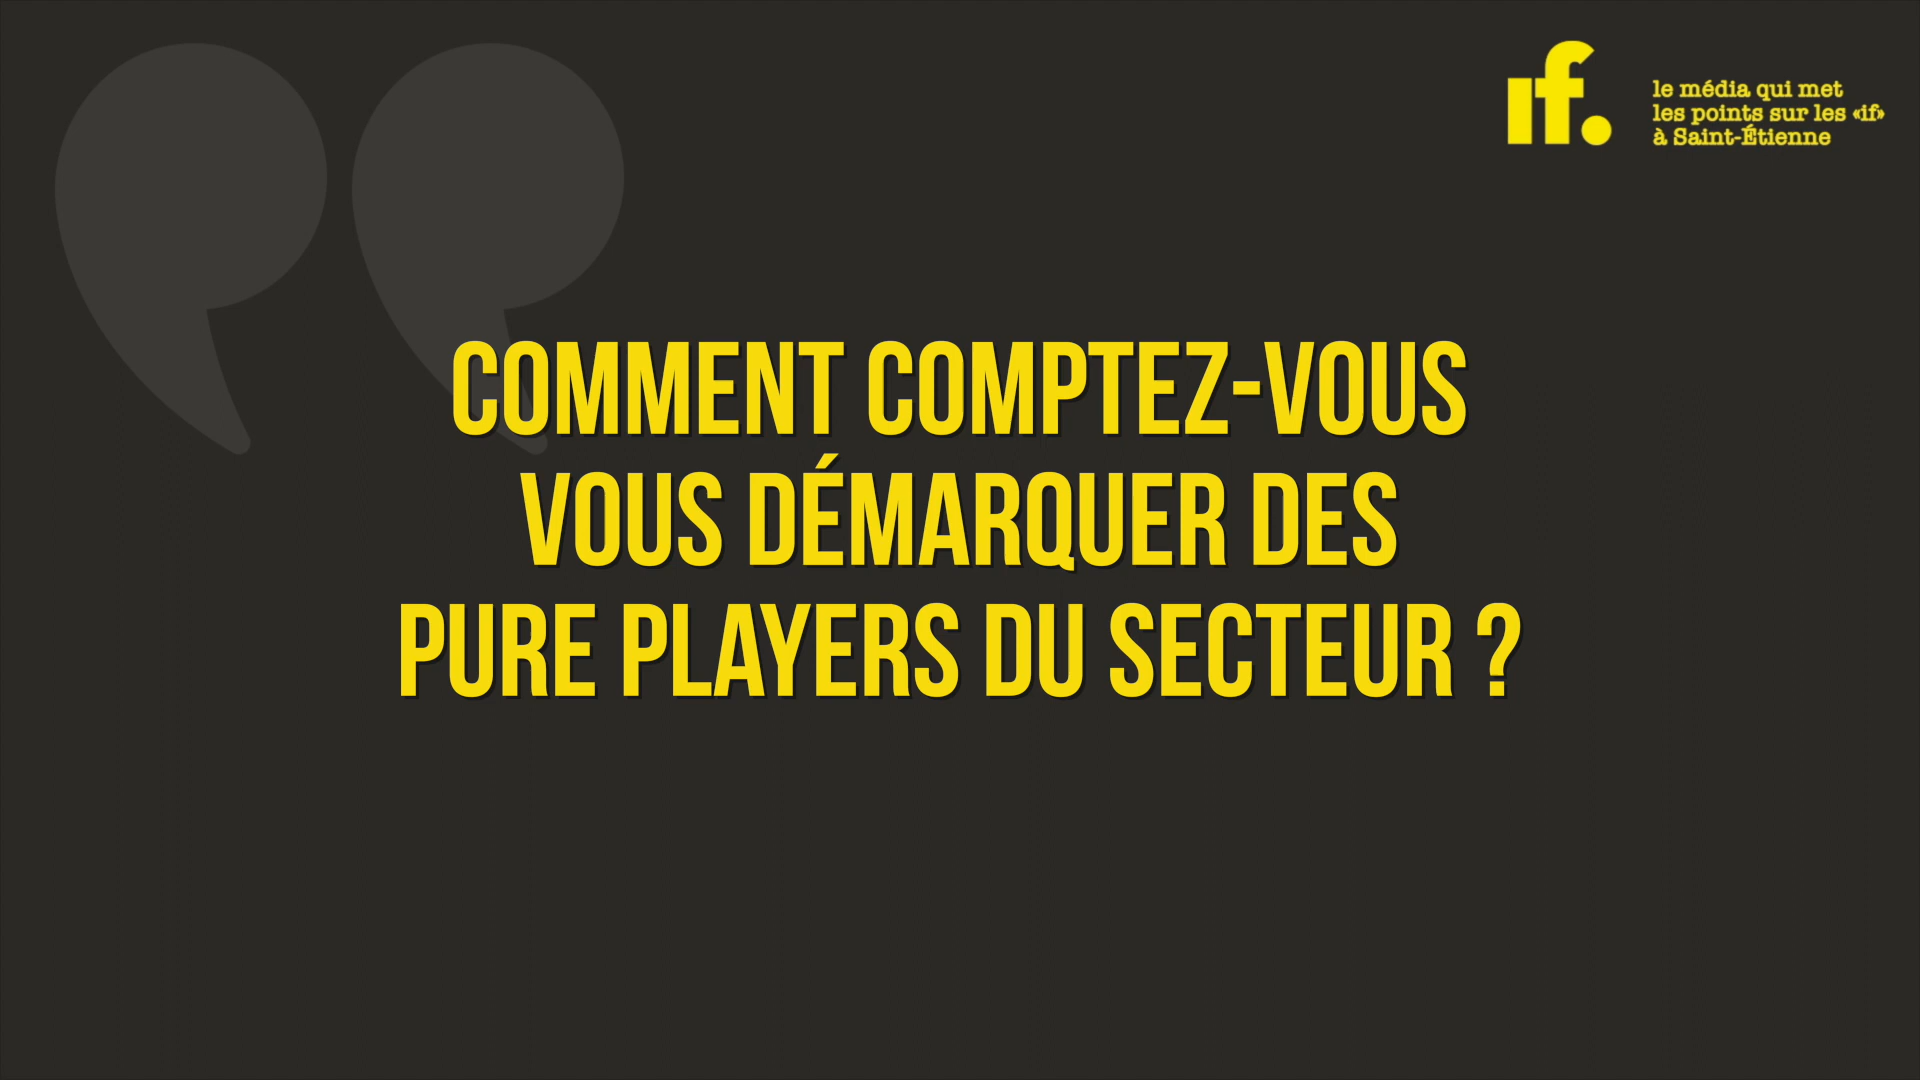 if.
le média qui met
les points sur les «if»
à Saint-Étienne
COMMENT COMPTEZ-VOUS
VOUS DÉMARQUER DES
PURE PLAYERS DU SECTEUR ?